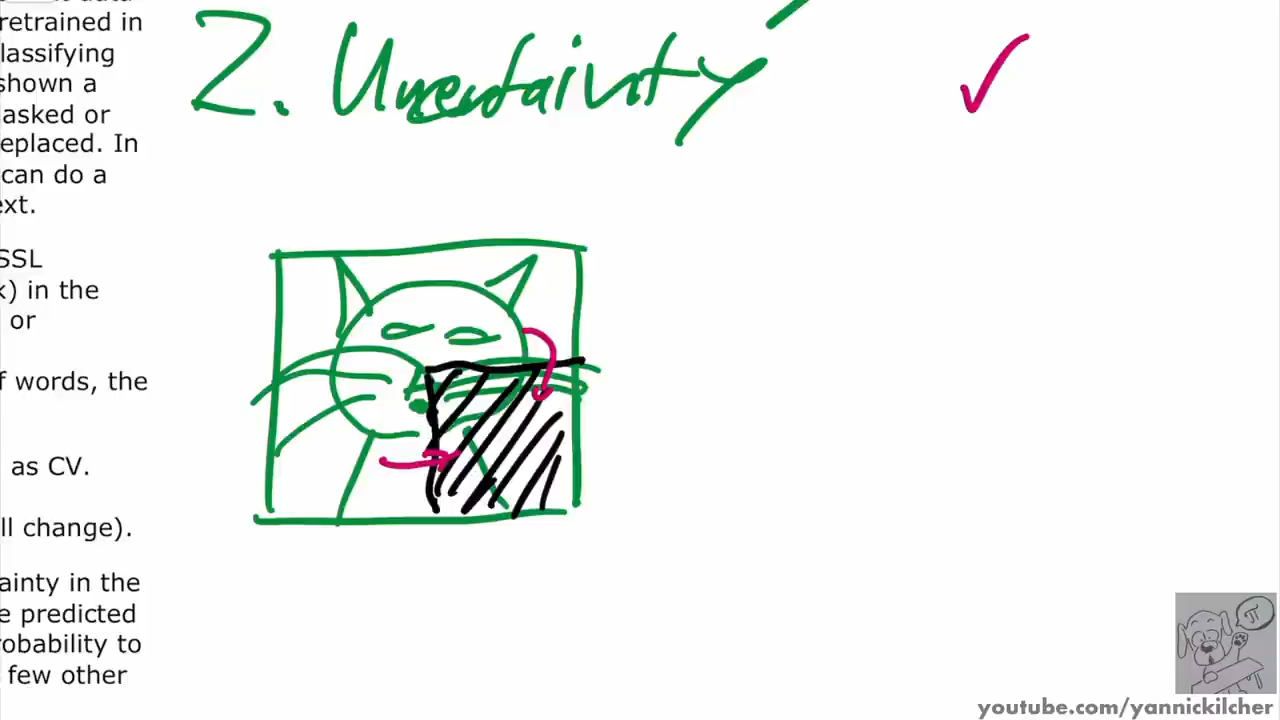 retrained in
lassifying
shown a
asked or
eplaced. In
can do a
ext.
SSL
k) in the
or
f words, the
as CV.
ll change).
ainty in the
e predicted
obability to
few other
2. Uncertainty
π
youtube.com/yannickilcher